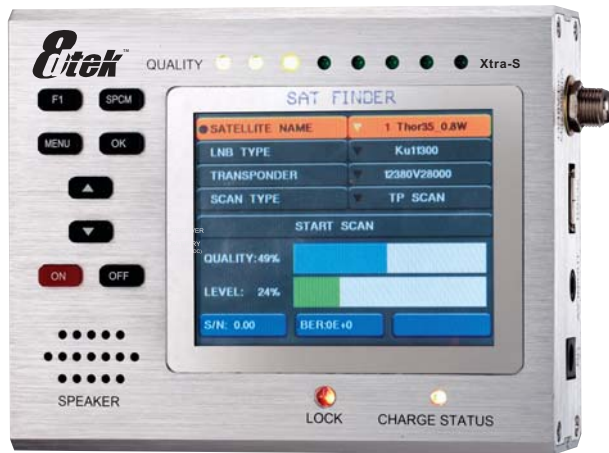 8dtek™
QUALITY
Xtra-S
F1 SPCM
MENU OK
ON OFF
SPEAKER
SAT FINDER
SATELLITE NAME 1 Thor35_0.8W
LNB TYPE Ku11300
TRANSPONDER 12380V28000
SCAN TYPE TP SCAN
START SCAN
QUALITY:49%
LEVEL: 24%
S/N: 0.00 BER:0E+0
LOCK
CHARGE STATUS